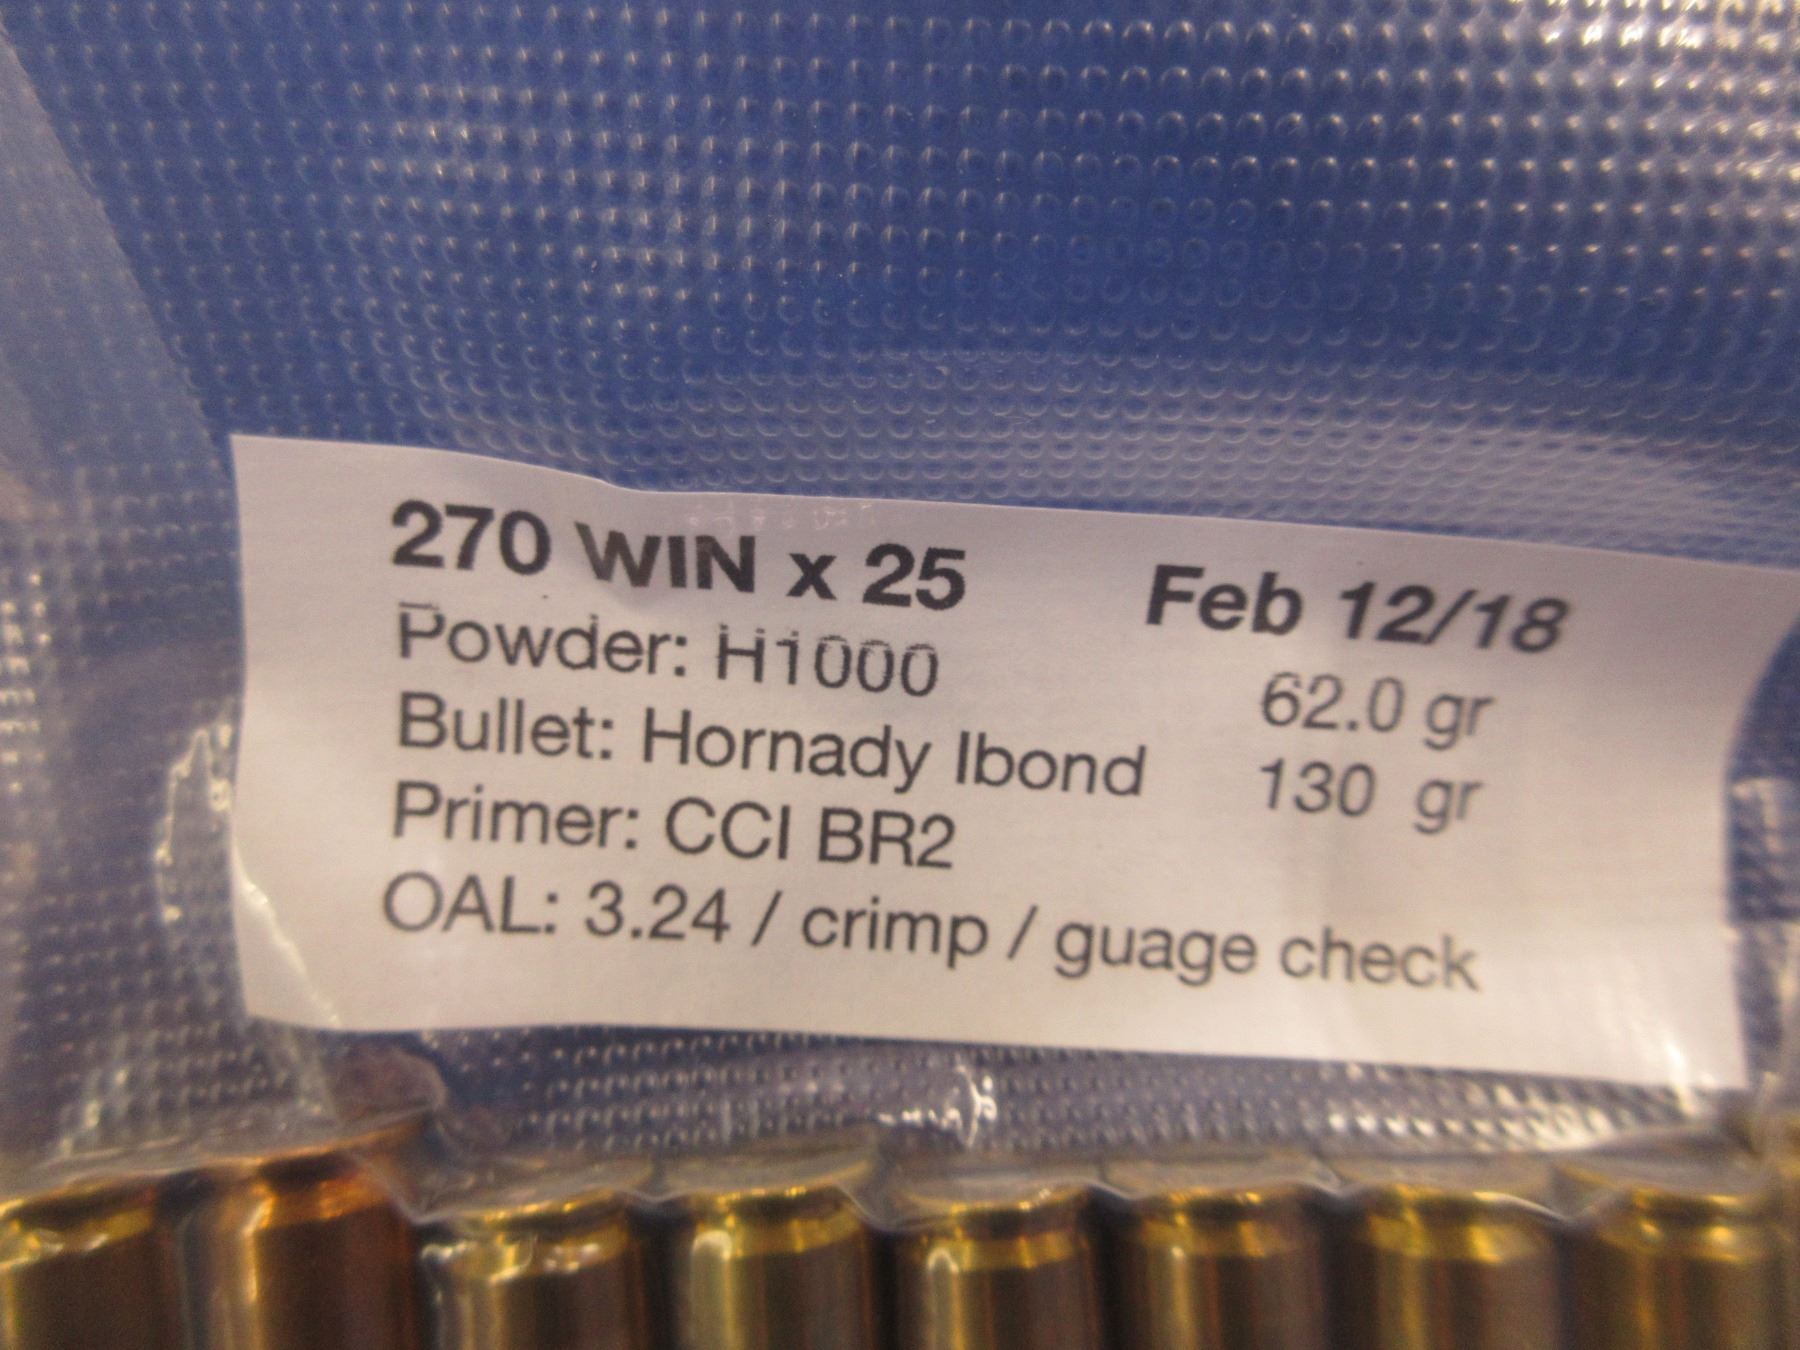 270 WIN x 25 Feb 12/18
Powder: H1000 62.0 gr
Bullet: Hornady Ibond 130 gr
Primer: CCI BR2
OAL: 3.24 / crimp / guage check